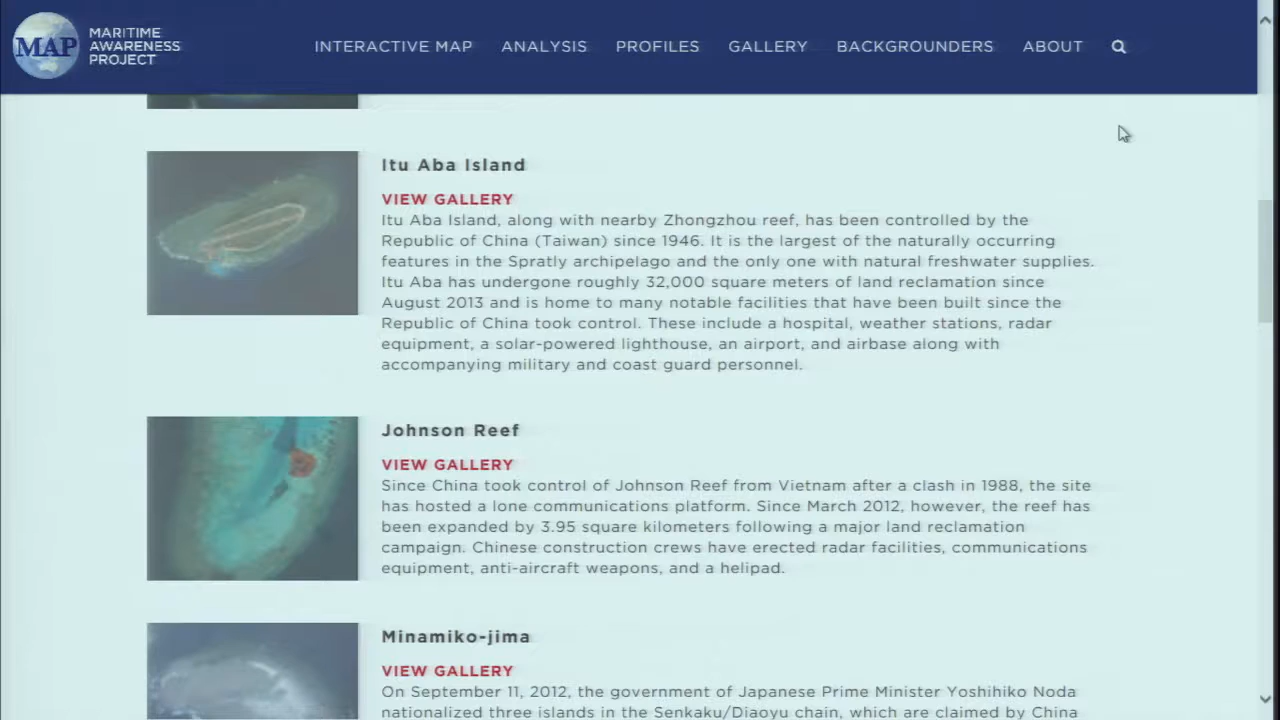 MAP
MARITIME
AWARENESS
PROJECT
INTERACTIVE MAP
ANALYSIS
PROFILES
GALLERY
BACKGROUNDERS
ABOUT
Itu Aba Island
VIEW GALLERY
Itu Aba Island, along with nearby Zhongzhou reef, has been controlled by the
Republic of China (Taiwan) since 1946. It is the largest of the naturally occurring
features in the Spratly archipelago and the only one with natural freshwater supplies.
Itu Aba has undergone roughly 32,000 square meters of land reclamation since
August 2013 and is home to many notable facilities that have been built since the
Republic of China took control. These include a hospital, weather stations, radar
equipment, a solar-powered lighthouse, an airport, and airbase along with
accompanying military and coast guard personnel.
Johnson Reef
VIEW GALLERY
Since China took control of Johnson Reef from Vietnam after a clash in 1988, the site
has hosted a lone communications platform. Since March 2012, however, the reef has
been expanded by 3.95 square kilometers following a major land reclamation
campaign. Chinese construction crews have erected radar facilities, communications
equipment, anti-aircraft weapons, and a helipad.
Minamiko-jima
VIEW GALLERY
On September 11, 2012, the government of Japanese Prime Minister Yoshihiko Noda
nationalized three islands in the Senkaku/Diaoyu chain, which are claimed by China